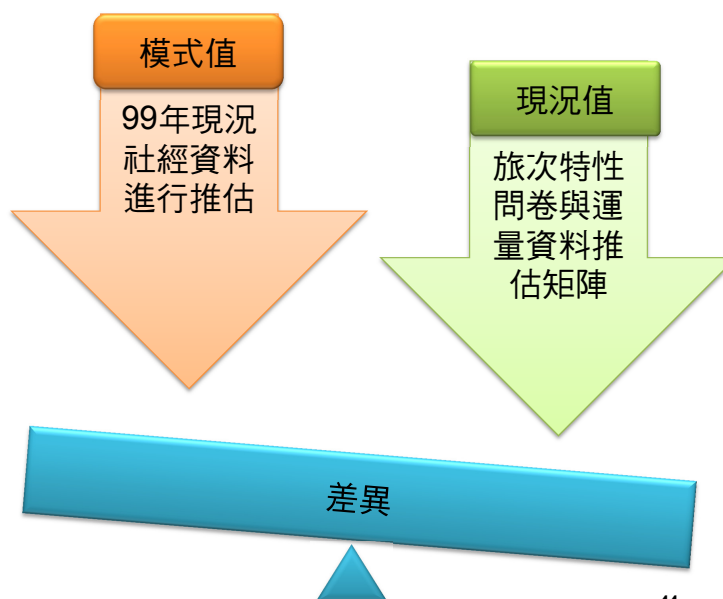 模式值
99年現況
社經資料
進行推估
現況值
旅次特性
問卷與運
量資料推
估矩陣
差異